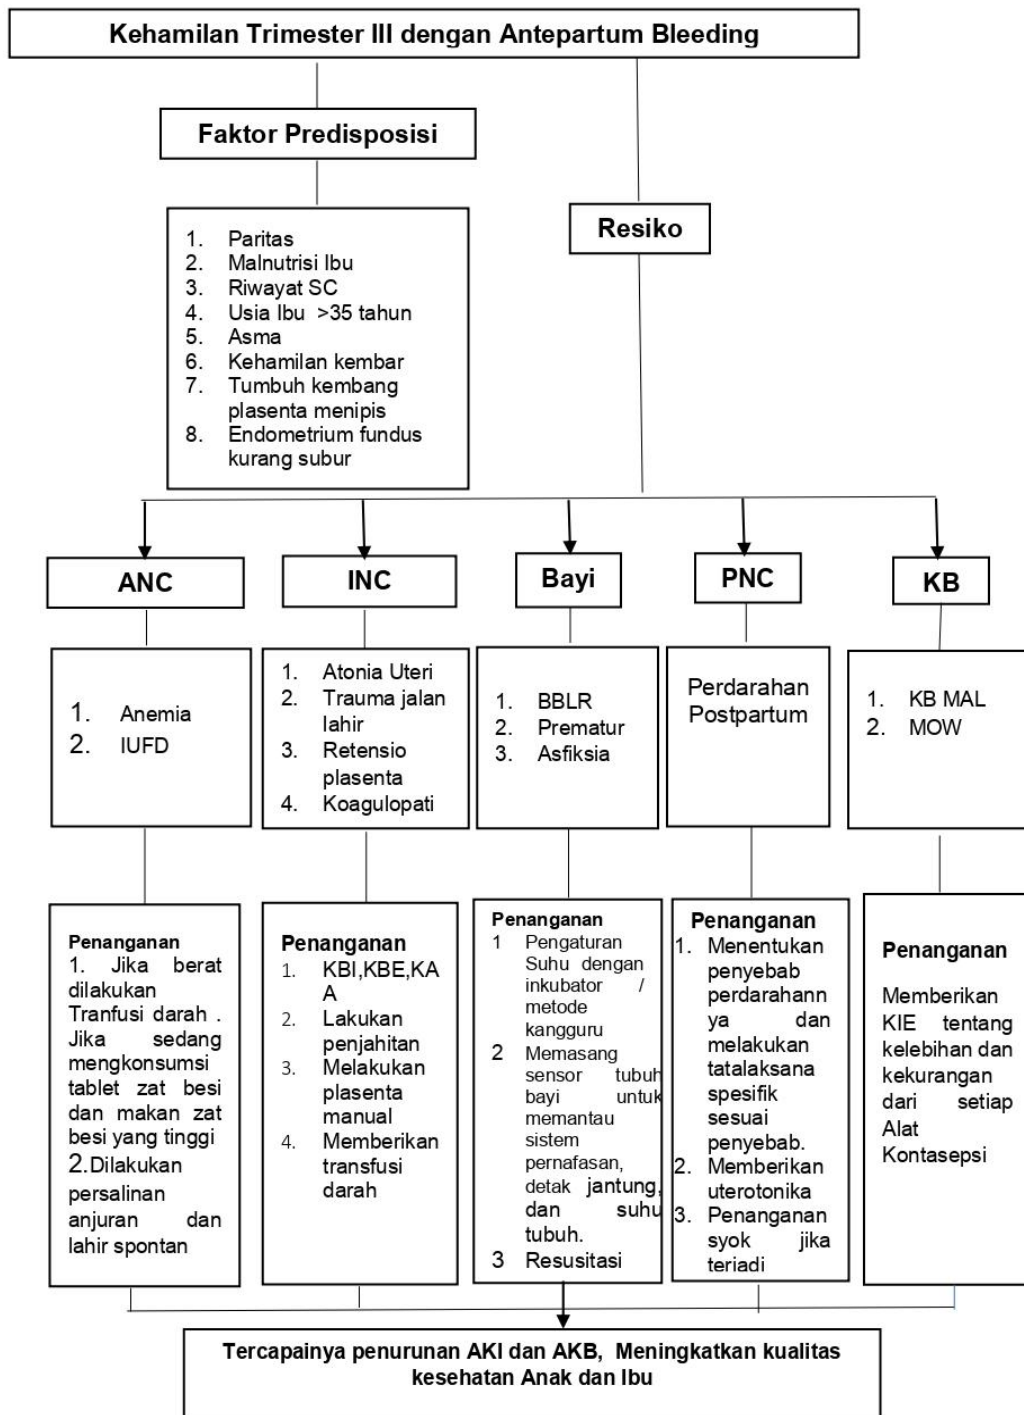 Kehamilan Trimester III dengan Antepartum Bleeding
Faktor Predisposisi
1. Paritas
2. Malnutrisi Ibu
3. Riwayat SC
4. Usia Ibu >35 tahun
5. Asma
6. Kehamilan kembar
7. Tumbuh kembang
plasenta menipis
8. Endometrium fundus
kurang subur
Resiko
ANC
INC
Bayi
PNC
KB
1. Anemia
2. IUFD
1. Atonia Uteri
2. Trauma jalan
lahir
3. Retensio
plasenta
4. Koagulopati
1. BBLR
2. Prematur
3. Asfiksia
Perdarahan
Postpartum
1. KB MAL
2. MOW
Penanganan
1. Jika berat
dilakukan
Tranfusi darah .
Jika sedang
mengkonsumsi
tablet zat besi
dan makan zat
besi yang tinggi
2.Dilakukan
persalinan
anjuran dan
lahir spontan
Penanganan
1. KBI,KBE,KA
A
2. Lakukan
penjahitan
3. Melakukan
plasenta
manual
4. Memberikan
transfusi
darah
Penanganan
1 Pengaturan
Suhu dengan
inkubator /
metode
kangguru
2 Memasang
sensor tubuh
bayi untuk
memantau
sistem
pernafasan,
detak jantung,
dan suhu
tubuh.
3 Resusitasi
Penanganan
1. Menentukan
penyebab
perdarahann
ya dan
melakukan
tatalaksana
spesifik
sesuai
penyebab.
2. Memberikan
uterotonika
3. Penanganan
syok jika
teriadi
Penanganan
Memberikan
KIE tentang
kelebihan dan
kekurangan
dari setiap
Alat
Kontasepsi
Tercapainya penurunan AKI dan AKB, Meningkatkan kualitas
kesehatan Anak dan Ibu